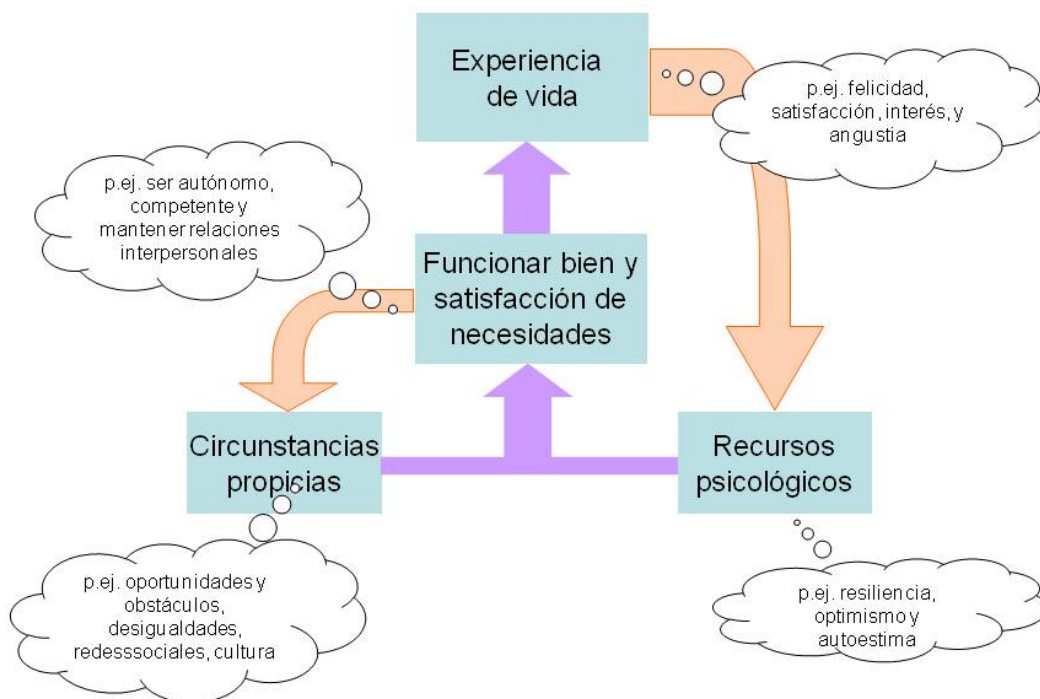 Experiencia
de vida
p.ej. felicidad,
satisfacción, interés, y
angustia
p.ej. ser autónomo,
competente y
mantener relaciones
interpersonales
Funcionar bien y
satisfacción de
necesidades
Circunstancias
propicias
Recursos
psicológicos
p.ej. oportunidades y
obstáculos,
desigualdades,
redesssociales, cultura
p.ej. resiliencia,
optimismo y
autoestima